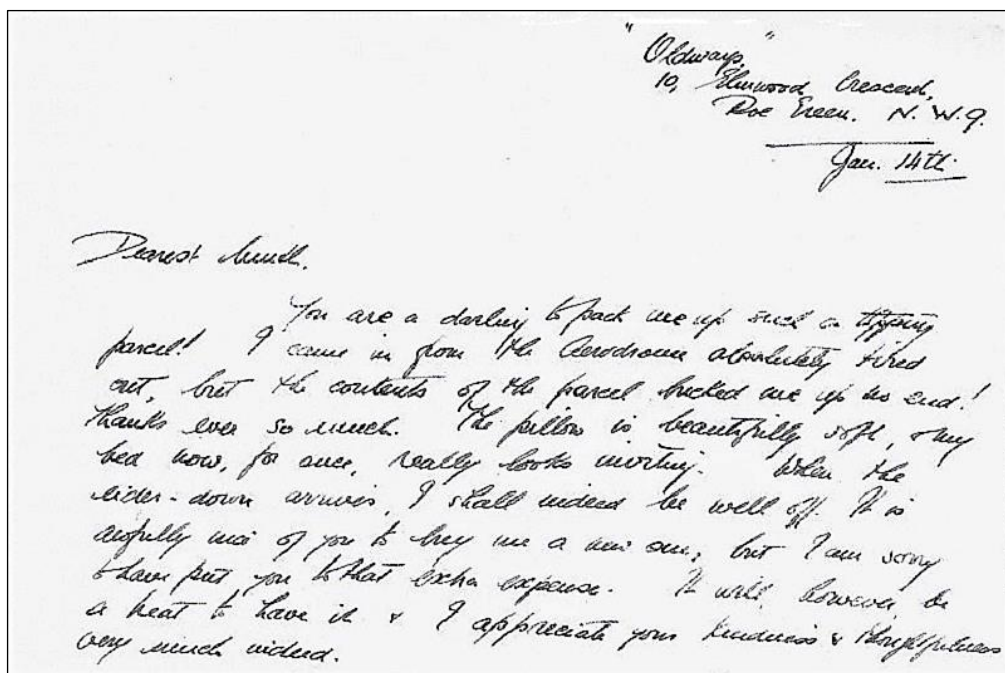 "Oldways."
10, Elmwood Crescent,
Roe Green. N.W.9.
Jan. 14th.
Dearest
You are a darling to pack me up such a ripping
parcel! I came in from the Aerodrome absolutely tired
out, but the contents of the parcel bucked me up no end!
Thanks ever so much. The pillow is beautifully soft, & my
bed now, for once, really looks inviting. When the
eider-down arrives, I shall indeed be well off. It is
awfully nice of you to buy me a new one, but I am sorry
to have put you to that extra expense. It will, however, be
a treat to have it & I appreciate your kindness & thoughtfulness
very much indeed.